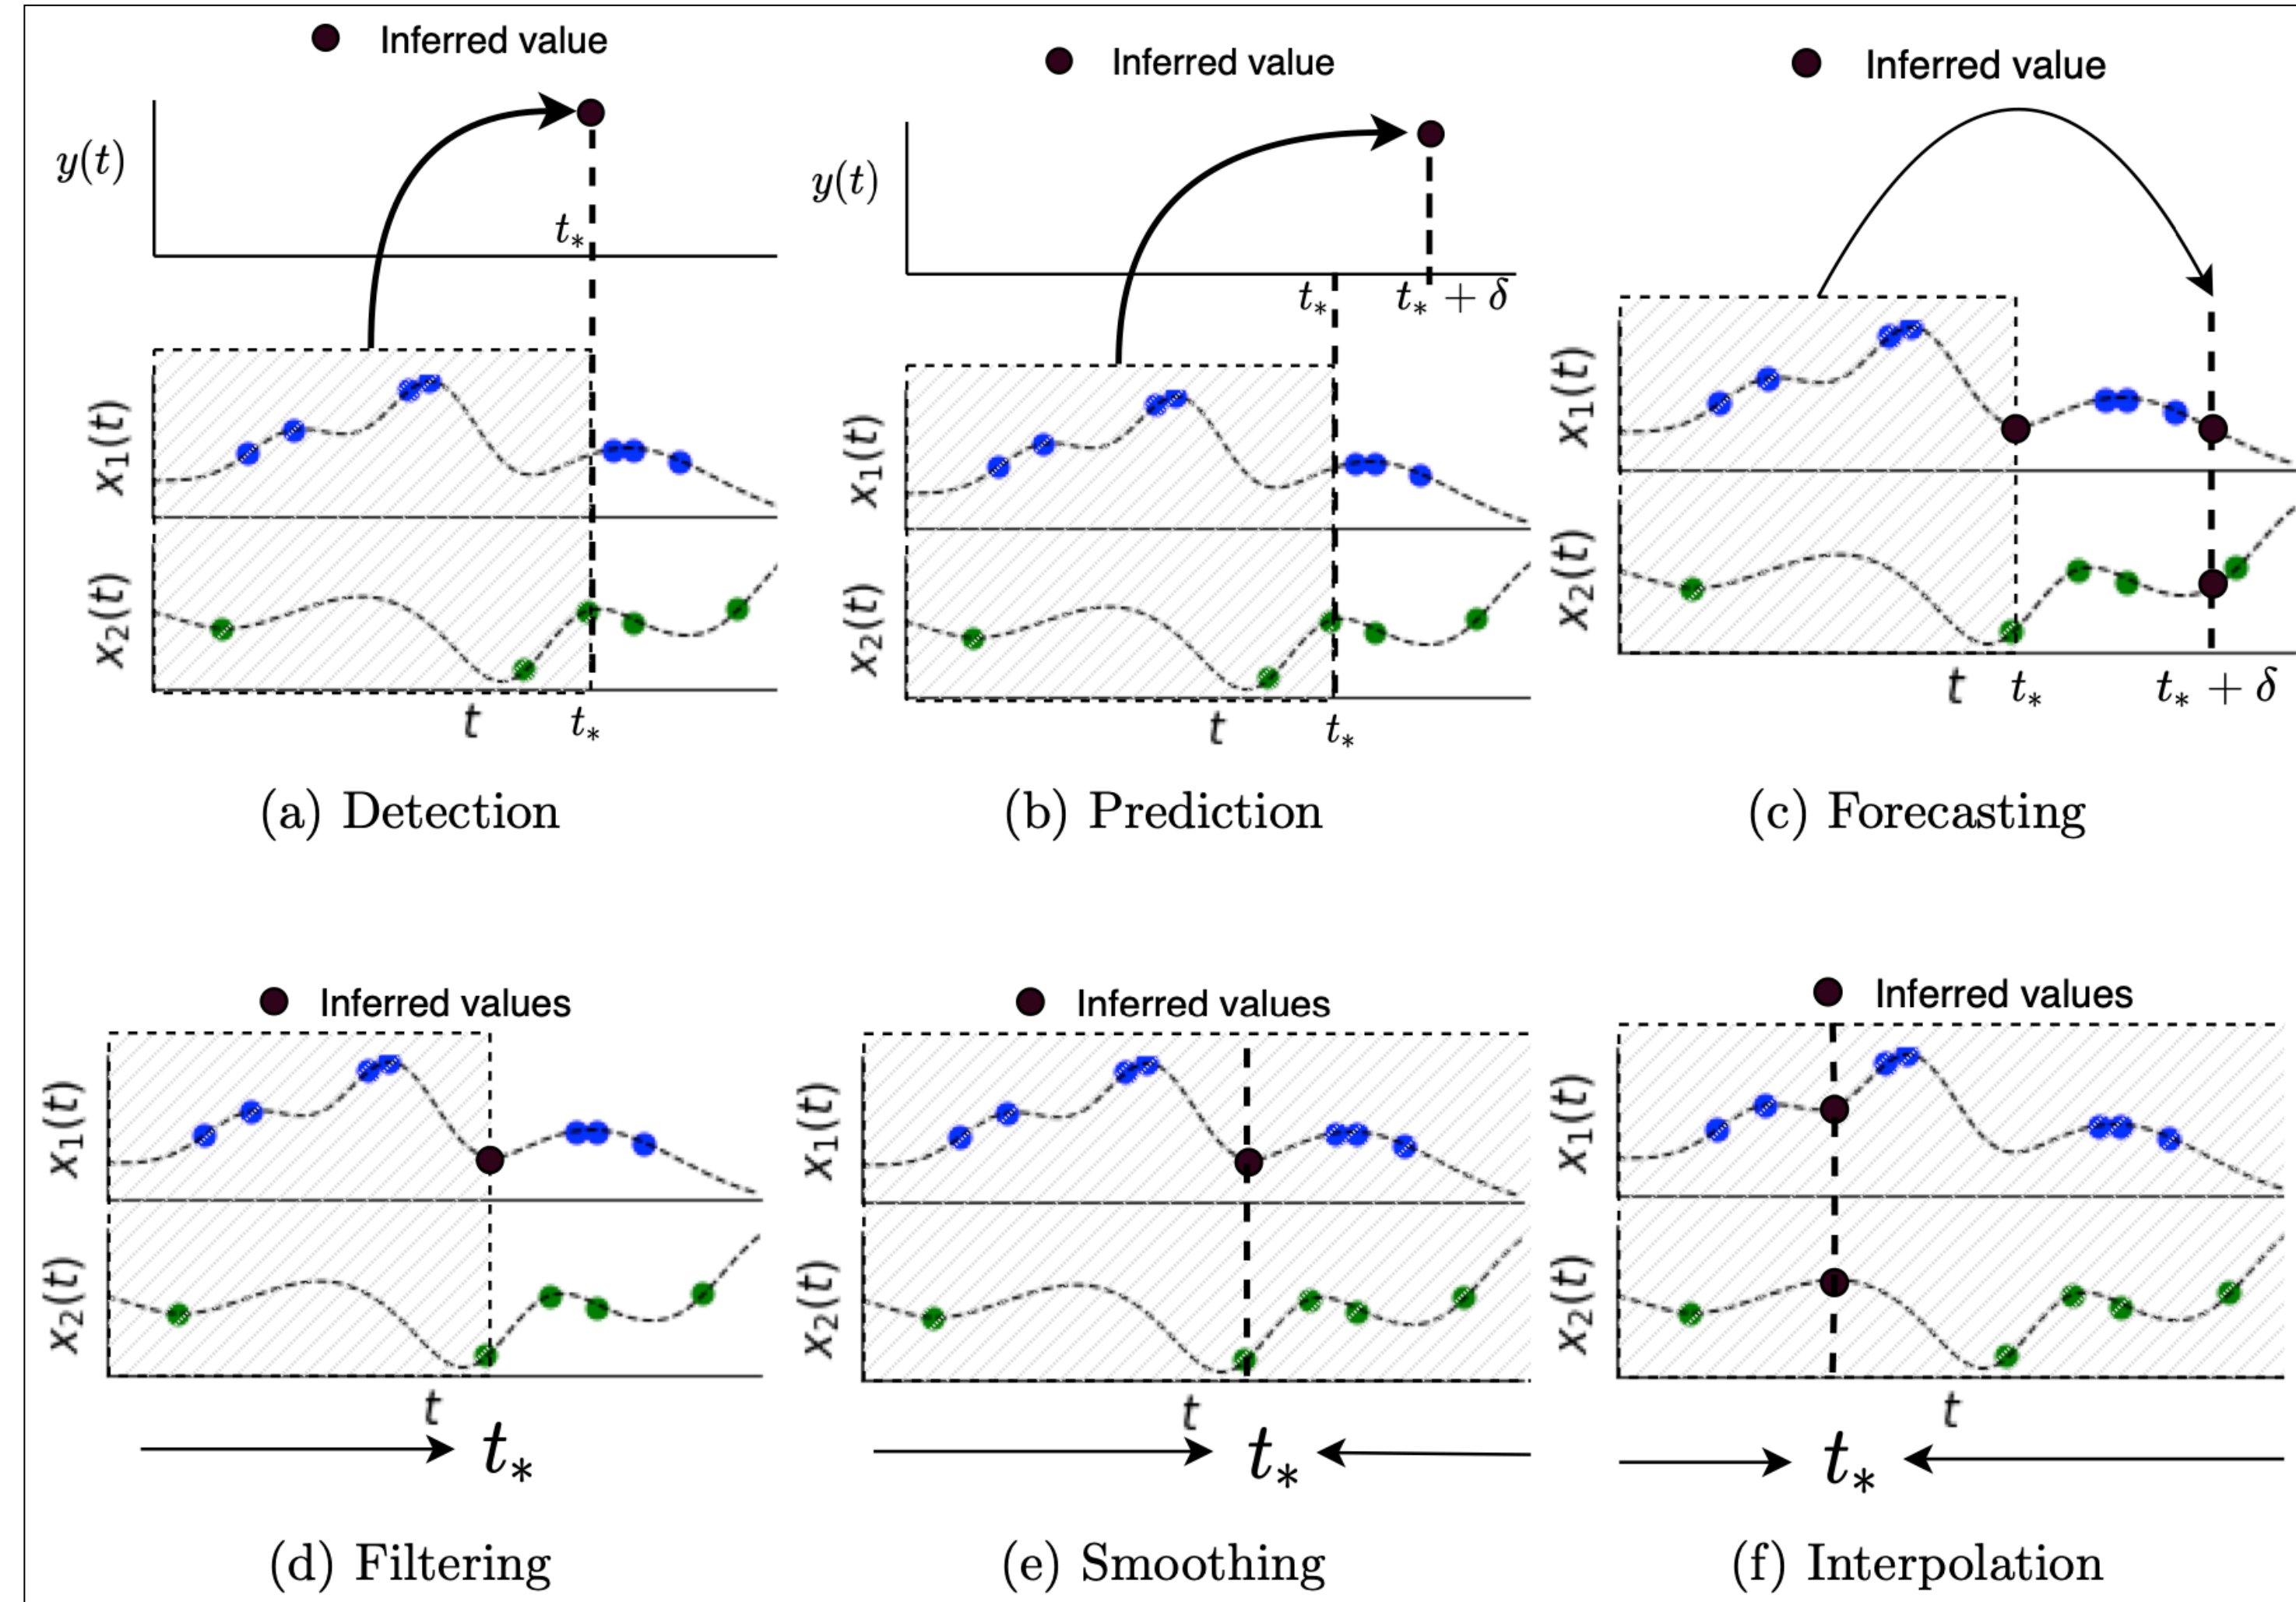 Inferred value
y(t)
t*
x1(t)
x2(t)
t
t*
(a) Detection
Inferred value
y(t)
t*
t* + δ
x1(t)
x2(t)
t
t*
(b) Prediction
Inferred value
x1(t)
x2(t)
t
t*
t* + δ
(c) Forecasting
Inferred values
x1(t)
x2(t)
t
t*
(d) Filtering
Inferred values
x1(t)
x2(t)
t
t*
(e) Smoothing
Inferred values
x1(t)
x2(t)
t
t*
(f) Interpolation